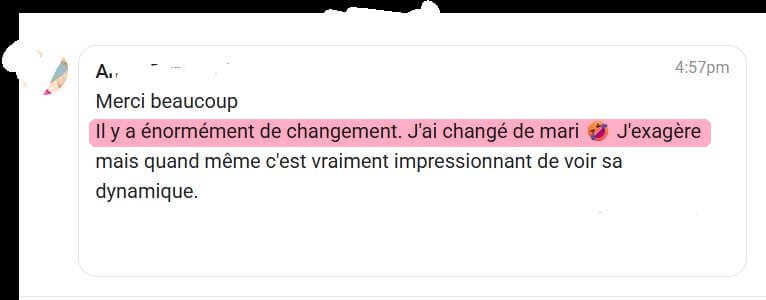 A.
4:57pm
Merci beaucoup
Il y a énormément de changement. J'ai changé de mari 🤣 J'exagère
mais quand même c'est vraiment impressionnant de voir sa
dynamique.